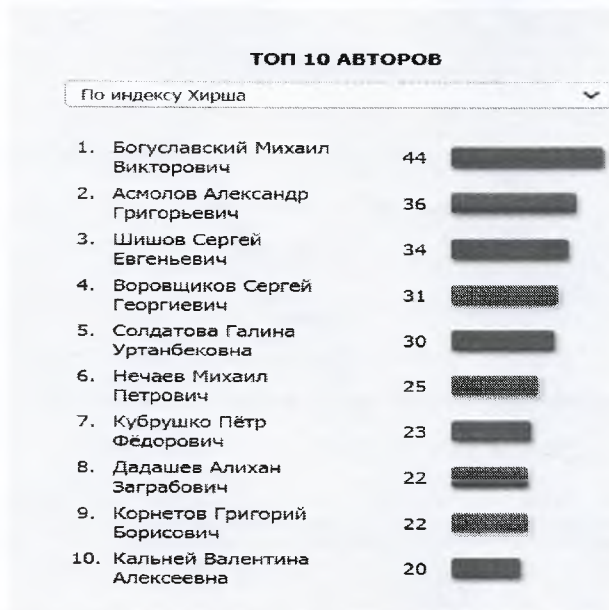 ТОП 10 АВТОРОВ
По индексу Хирша
1. Богуславский Михаил
Викторович 44
2. Асмолов Александр
Григорьевич 36
3. Шишов Сергей
Евгеньевич 34
4. Воровщиков Сергей
Георгиевич 31
5. Солдатова Галина
Уртанбековна 30
6. Нечаев Михаил
Петрович 25
7. Кубрушко Пётр
Фёдорович 23
8. Дадашев Алихан
Заграбович 22
9. Корнетов Григорий
Борисович 22
10. Кальней Валентина
Алексеевна 20